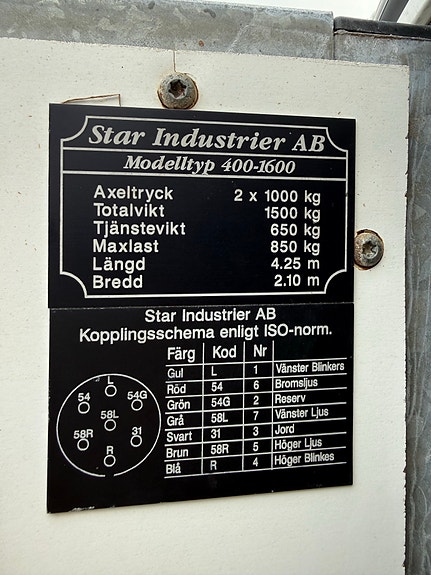 Star Industrier AB
Modelltyp 400-1600
Axeltryck 2 x 1000 kg
Totalvikt 1500 kg
Tjänstevikt 650 kg
Maxlast 850 kg
Längd 4.25 m
Bredd 2.10 m
Star Industrier AB
Kopplingsschema enligt ISO-norm.
Färg Kod Nr
Gul L 1 Vänster Blinkers
Röd 54 6 Bromsljus
Grön 54G 2 Reserv
Grå 58L 7 Vänster Ljus
Svart 31 3 Jord
Brun 58R 5 Höger Ljus
Blå R 4 Höger Blinkes
L
54 54G
58L
58R 31
R